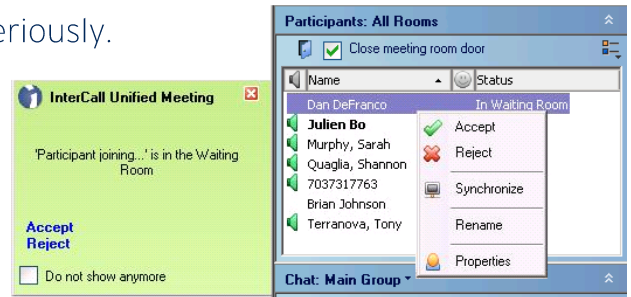 eriously.
InterCall Unified Meeting
'Participant joining...' is in the Waiting
Room
Accept
Reject
Do not show anymore
Participants: All Rooms
Close meeting room door
Name Status
Dan DeFranco In Waiting Room
Julien Bo
Murphy, Sarah
Quaglia, Shannon
7037317763
Brian Johnson
Terranova, Tony
Accept
Reject
Synchronize
Rename
Properties
Chat: Main Group